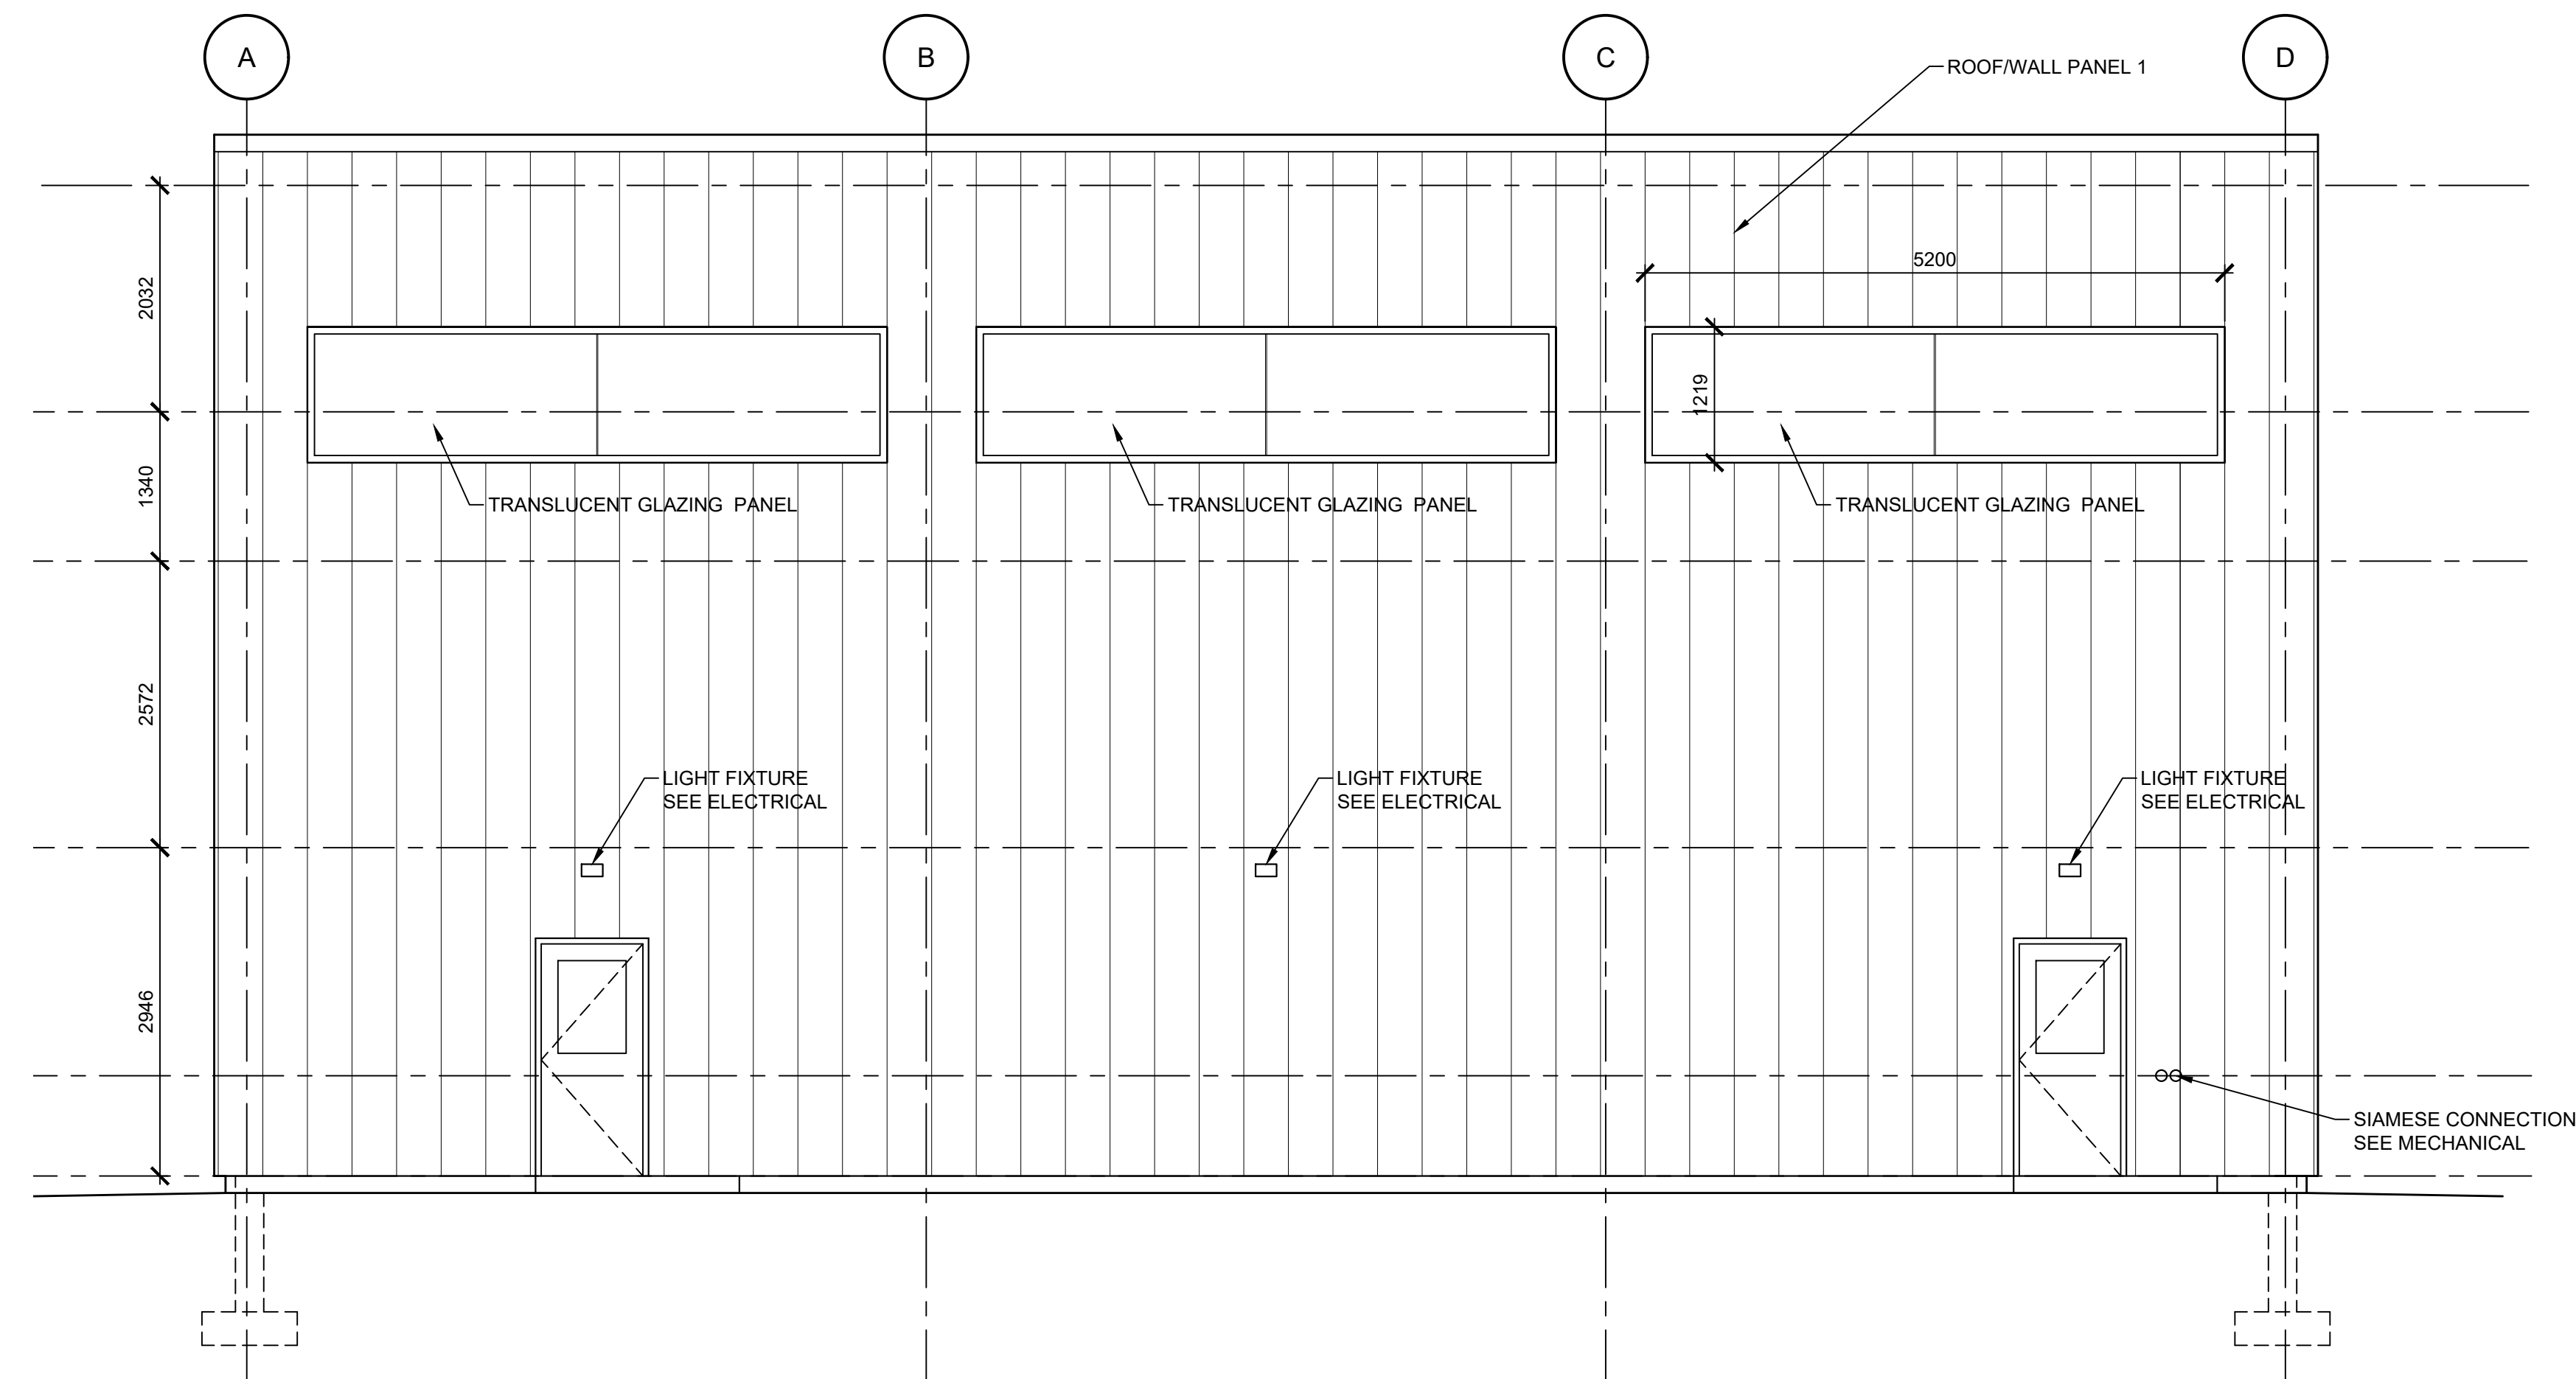 A
B
C
D
ROOF/WALL PANEL 1
5200
2032
1219
1340
TRANSLUCENT GLAZING  PANEL
TRANSLUCENT GLAZING  PANEL
TRANSLUCENT GLAZING  PANEL
2572
LIGHT FIXTURE
SEE ELECTRICAL
LIGHT FIXTURE
SEE ELECTRICAL
LIGHT FIXTURE
SEE ELECTRICAL
2946
SIAMESE CONNECTION
SEE MECHANICAL